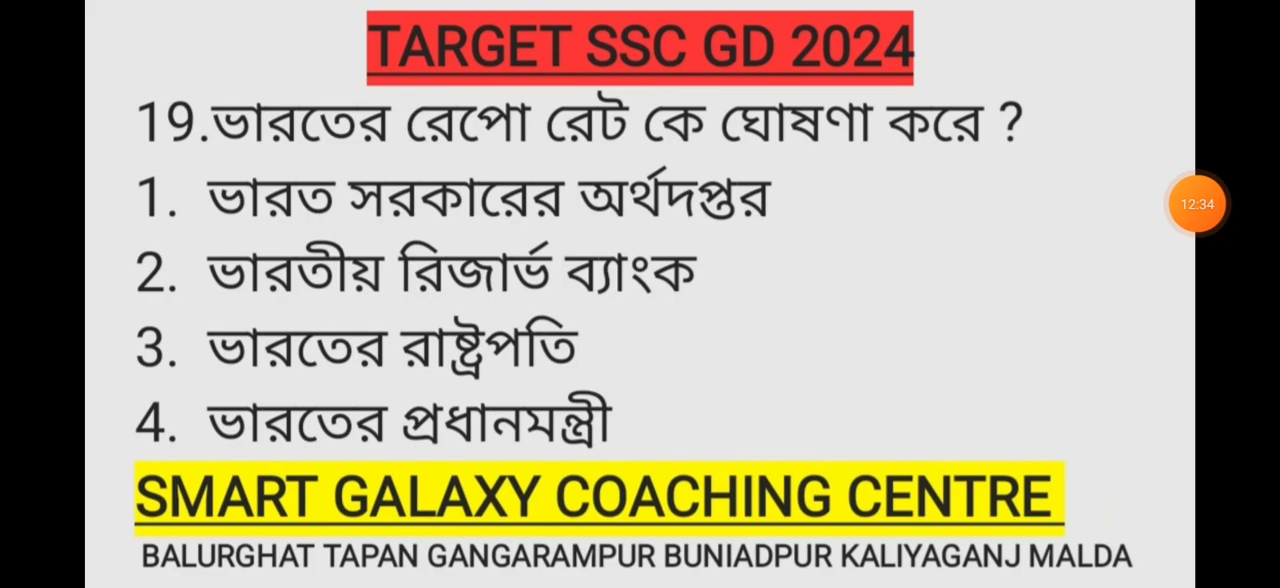 TARGET SSC GD 2024
19.ভারতের রেপো রেট কে ঘোষণা করে ?
1. ভারত সরকারের অর্থদপ্তর
2. ভারতীয় রিজার্ভ ব্যাংক
3. ভারতের রাষ্ট্রপতি
4. ভারতের প্রধানমন্ত্রী
12:34
SMART GALAXY COACHING CENTRE
BALURGHAT TAPAN GANGARAMPUR BUNIADPUR KALIYAGANJ MALDA